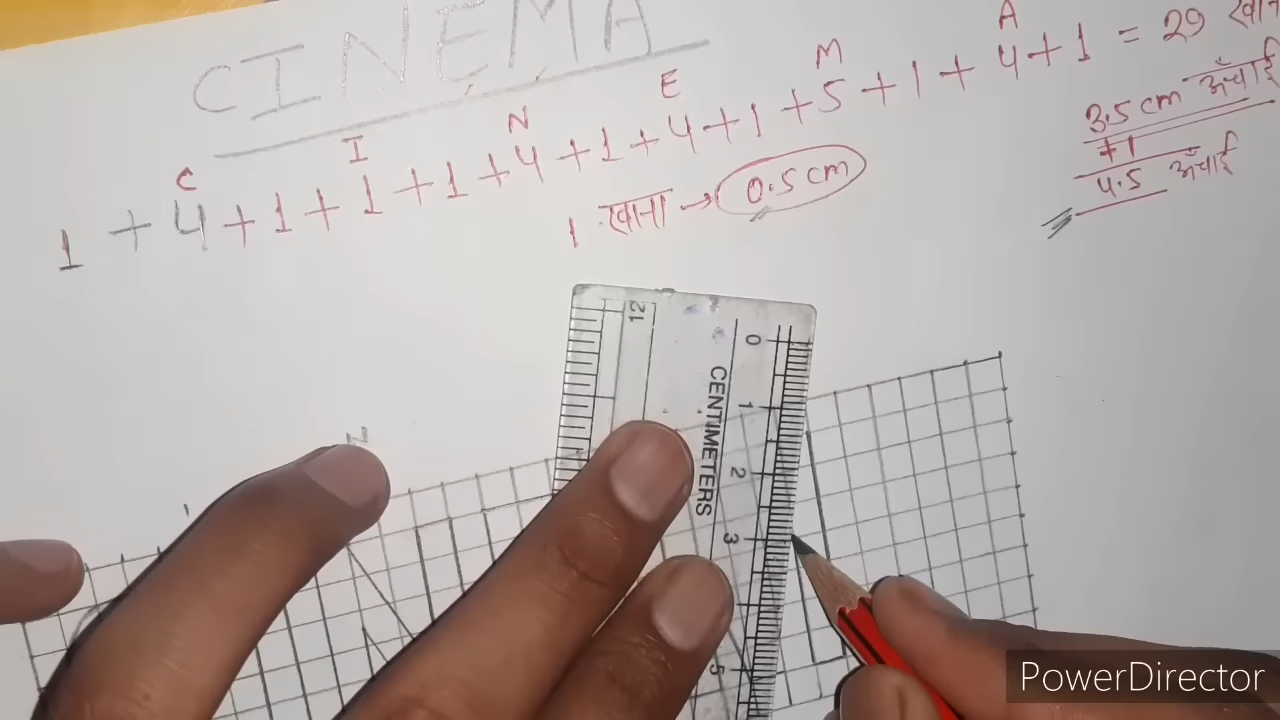 CINEMA
C I N E M A
1 + 4 + 1 + 1 + 1 + 4 + 1 + 4 + 1 + 5 + 1 + 4 + 1 = 29
1 खाना → 0.5 cm
3.5 cm ऊँचाई
+1
4.5 ऊँचाई
12
0
1
CENTIMETERS
2
3
5
N
PowerDirector